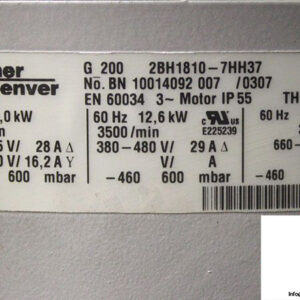 ner G 200 2BH1810-7HH37
enver No. BN 10014092 007 /0307
EN 60034 3~ Motor IP 55 TH
,0 kW 60 Hz 12,6 kW 60 Hz
/min 3500/min E225239
5 V/ 28 A Δ 380-480 V/ 29 A Δ
0 V/ 16,2 A Y 660-
600 mbar -460 600 mbar -460